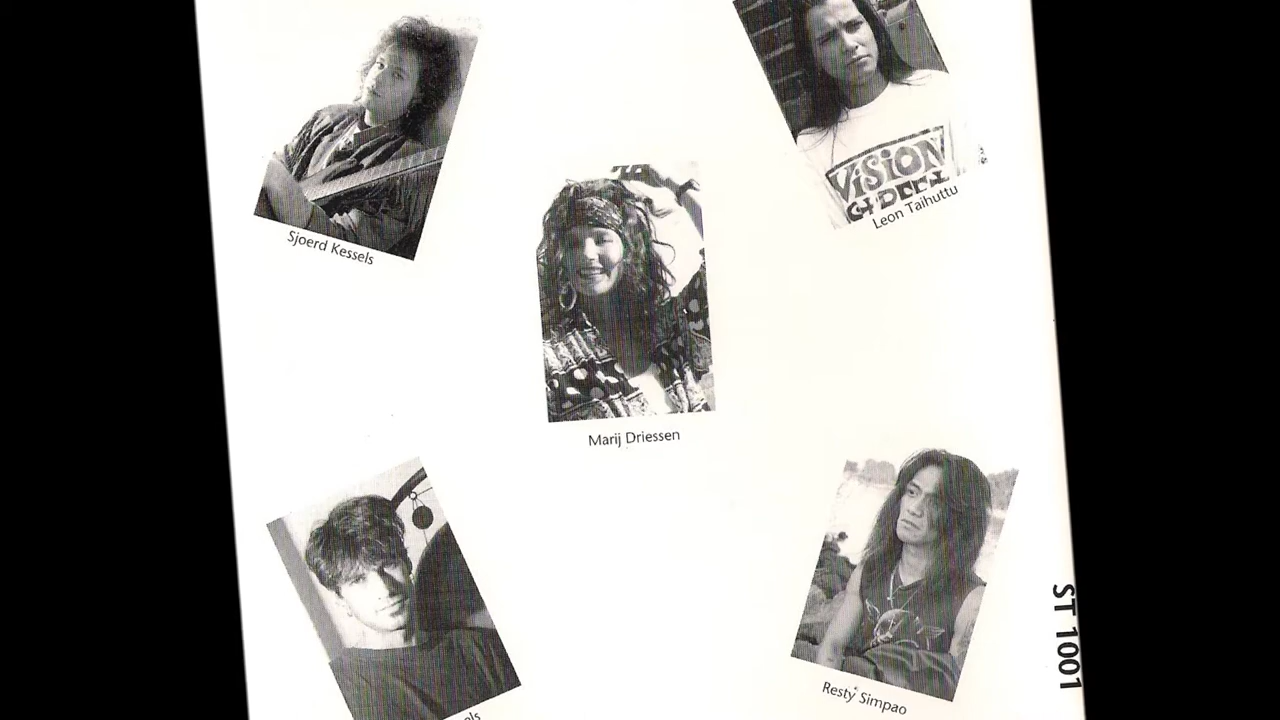 ViSiON
Leon Taihuttu
Sjoerd Kessels
Marij Driessen
ST 1001
Resty Simpao